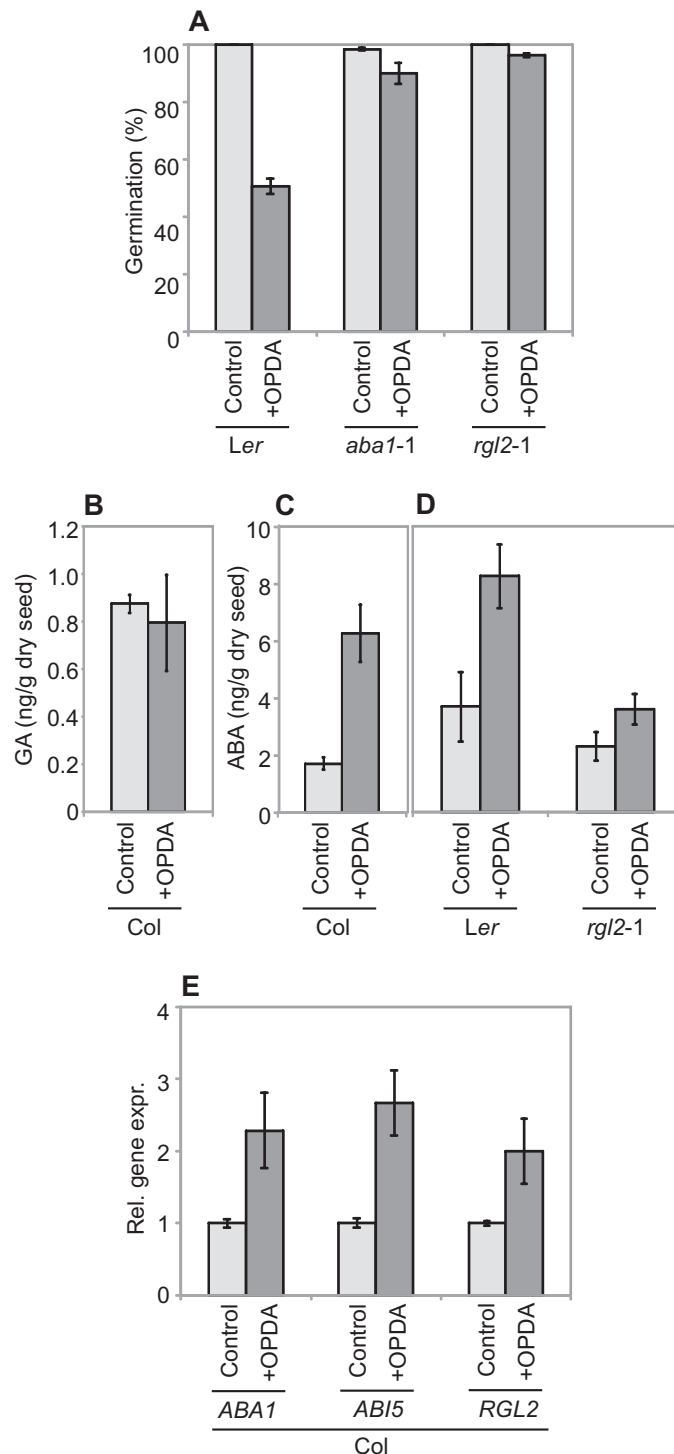 A
Germination (%)
100
80
60
40
20
0
Control
+OPDA
Control
+OPDA
Control
+OPDA
Ler
aba1-1
rgl2-1
B
GA (ng/g dry seed)
1.2
1.0
0.8
0.6
0.4
0.2
0
Control
+OPDA
Col
C
ABA (ng/g dry seed)
10
8
6
4
2
0
Control
+OPDA
Col
D
Control
+OPDA
Control
+OPDA
Ler
rgl2-1
E
Rel. gene expr.
4
3
2
1
0
Control
+OPDA
Control
+OPDA
Control
+OPDA
ABA1
ABI5
RGL2
Col